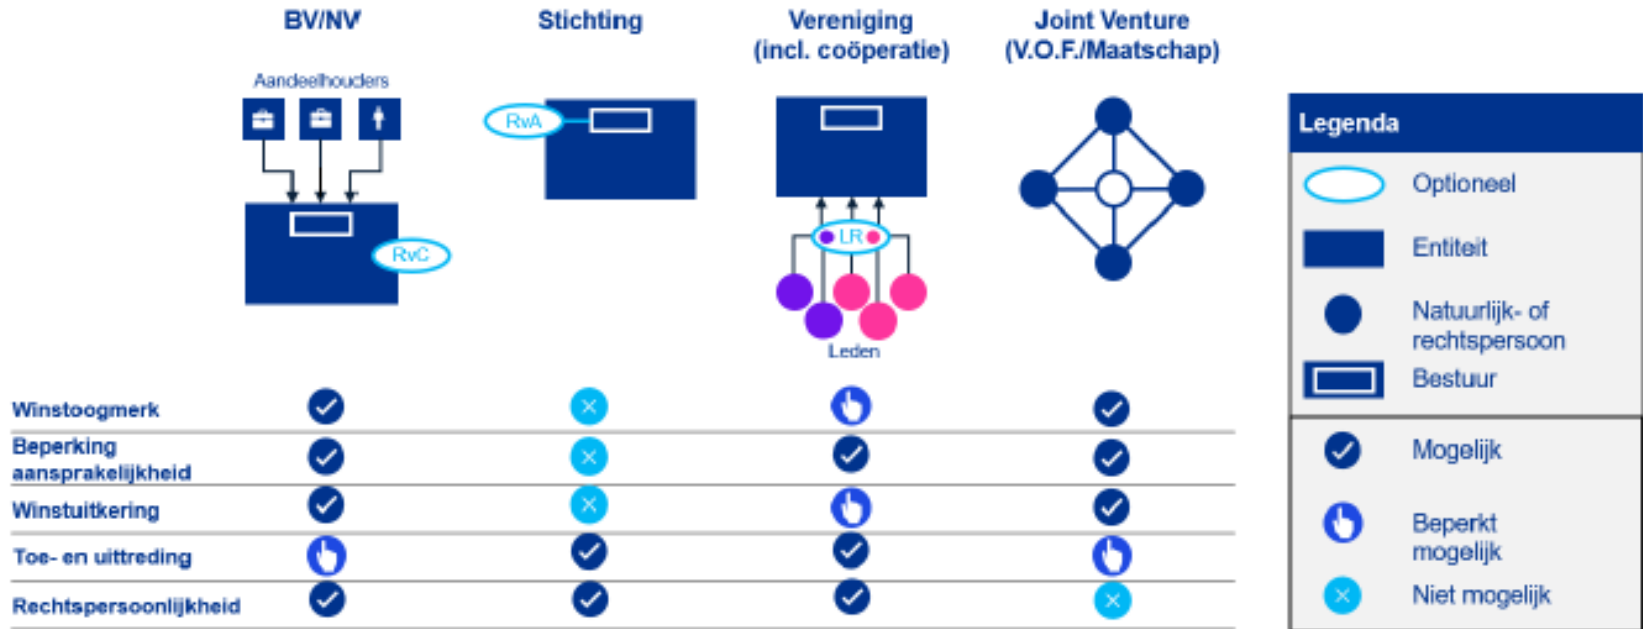 BV/NV
Stichting
Vereniging
(incl. coöperatie)
Joint Venture
(V.O.F./Maatschap)
Aandeelhouders
RvA
RvC
LR
Leden
Legenda
Optioneel
Entiteit
Natuurlijk- of
rechtspersoon
Bestuur
Mogelijk
Beperkt
mogelijk
Niet mogelijk
Winstoogmerk
Beperking
aansprakelijkheid
Winstuitkering
Toe- en uittreding
Rechtspersoonlijkheid